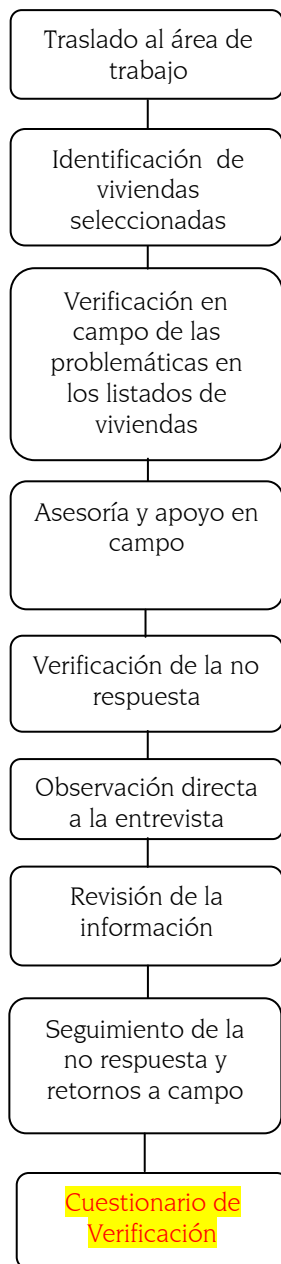 Traslado al área de
trabajo
Identificación de
viviendas
seleccionadas
Verificación en
campo de las
problemáticas en
los listados de
viviendas
Asesoría y apoyo en
campo
Verificación de la no
respuesta
Observación directa
a la entrevista
Revisión de la
información
Seguimiento de la
no respuesta y
retornos a campo
Cuestionario de
Verificación